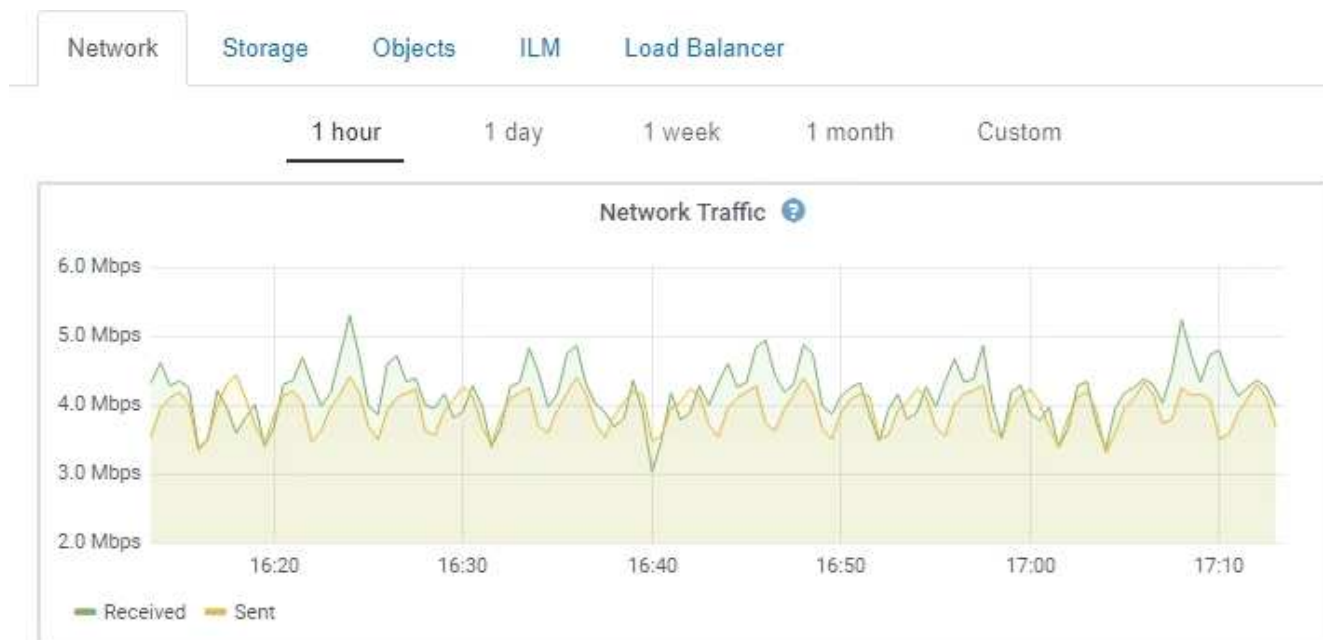 Network Storage Objects ILM Load Balancer
1 hour 1 day 1 week 1 month Custom
Network Traffic ?
6.0 Mbps
5.0 Mbps
4.0 Mbps
3.0 Mbps
2.0 Mbps
16:20 16:30 16:40 16:50 17:00 17:10
Received Sent